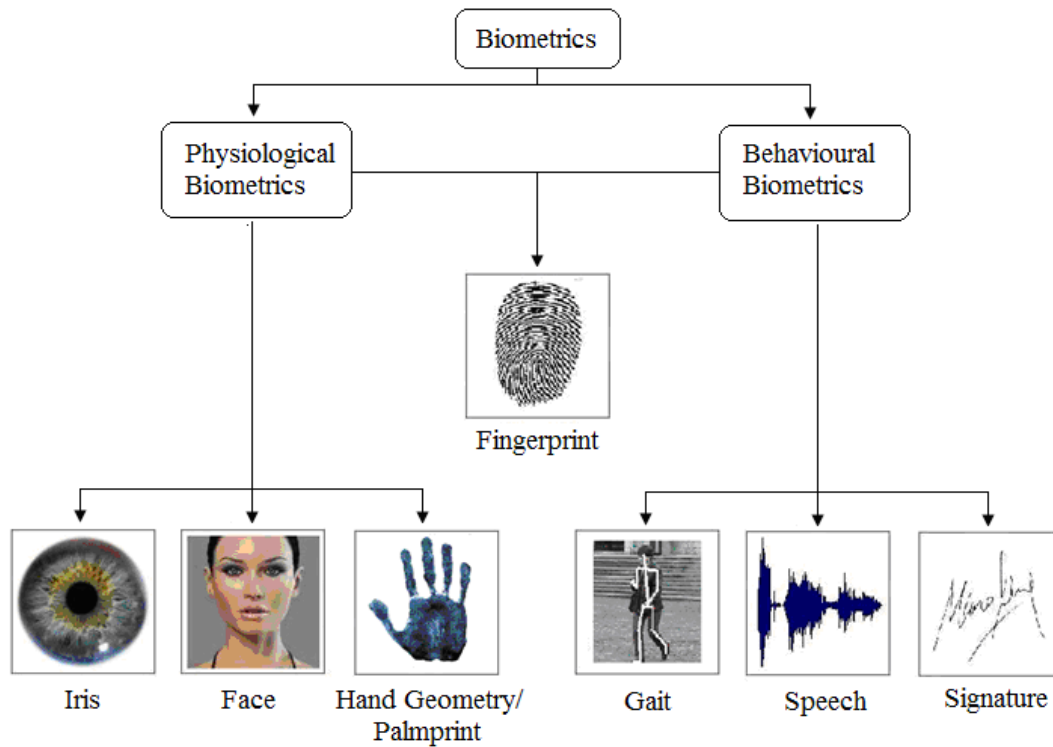 Biometrics
Physiological
Biometrics
Behavioural
Biometrics
Fingerprint
Iris
Face
Hand Geometry/
Palmprint
Gait
Speech
Signature